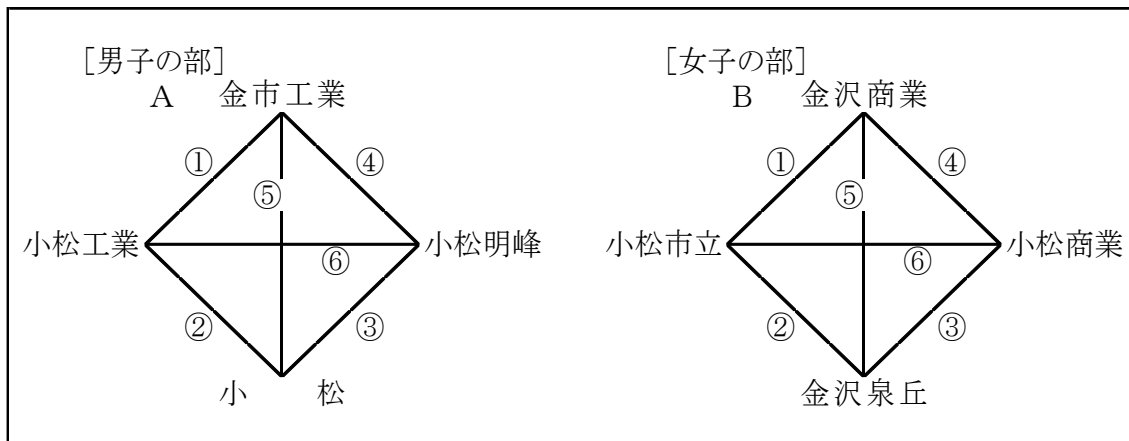 [男子の部]
A 金市工業
① ④
⑤
小松工業 小松明峰
⑥
② ③
小 松
[女子の部]
B 金沢商業
① ④
⑤
小松市立 小松商業
⑥
② ③
金沢泉丘